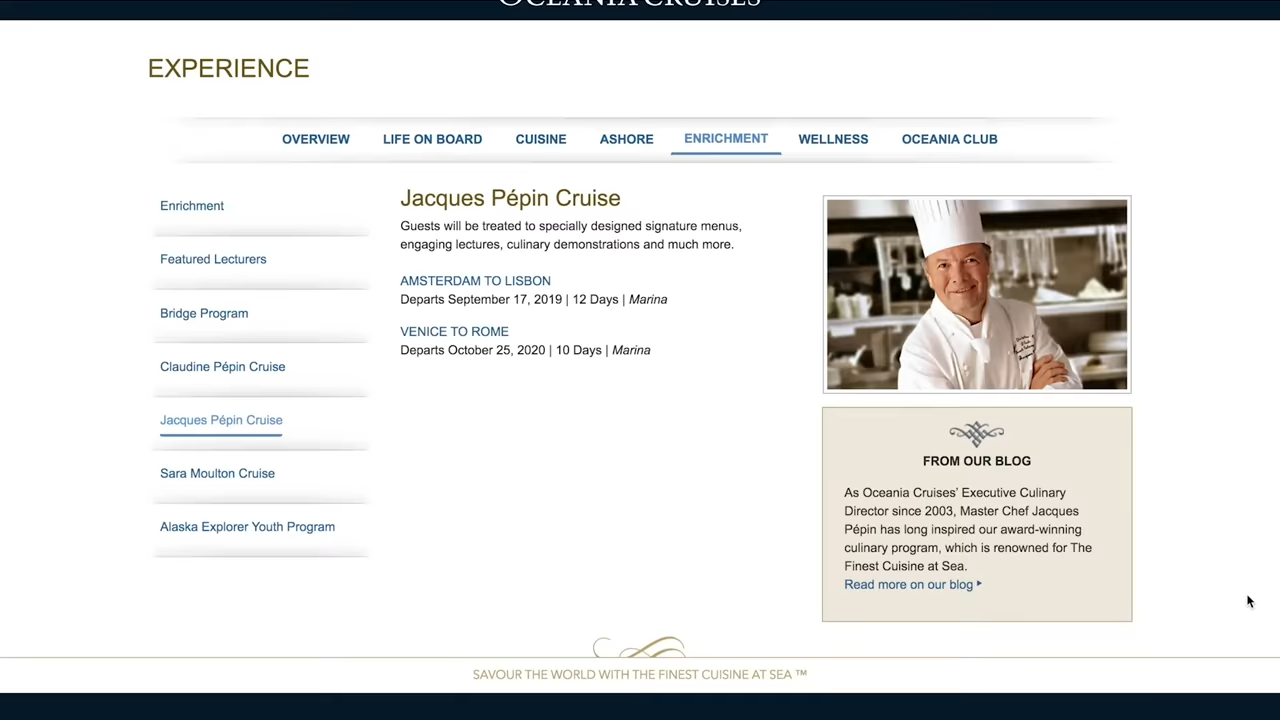 OCEANIA CRUISES
EXPERIENCE
OVERVIEW LIFE ON BOARD CUISINE ASHORE ENRICHMENT WELLNESS OCEANIA CLUB
Enrichment
Featured Lecturers
Bridge Program
Claudine Pépin Cruise
Jacques Pépin Cruise
Sara Moulton Cruise
Alaska Explorer Youth Program
Jacques Pépin Cruise
Guests will be treated to specially designed signature menus,
engaging lectures, culinary demonstrations and much more.
AMSTERDAM TO LISBON
Departs September 17, 2019 | 12 Days | Marina
VENICE TO ROME
Departs October 25, 2020 | 10 Days | Marina
FROM OUR BLOG
As Oceania Cruises' Executive Culinary
Director since 2003, Master Chef Jacques
Pépin has long inspired our award-winning
culinary program, which is renowned for The
Finest Cuisine at Sea.
Read more on our blog
SAVOUR THE WORLD WITH THE FINEST CUISINE AT SEA ™